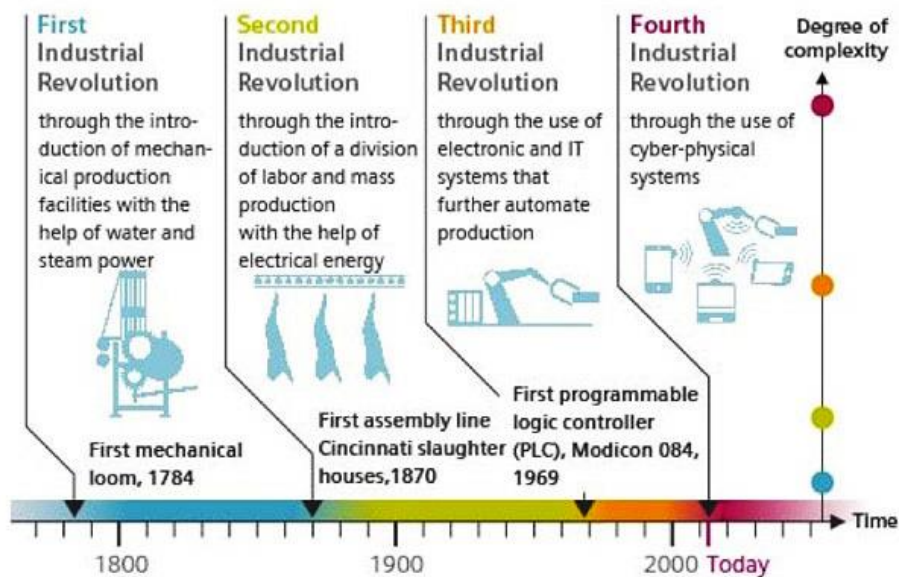 First
Industrial
Revolution
through the intro-
duction of mechan-
ical production
facilities with the
help of water and
steam power
Second
Industrial
Revolution
through the intro-
duction of a division
of labor and mass
production
with the help of
electrical energy
Third
Industrial
Revolution
through the use of
electronic and IT
systems that
further automate
production
Fourth
Industrial
Revolution
through the use of
cyber-physical
systems
Degree of
complexity
First mechanical
loom, 1784
First assembly line
Cincinnati slaughter
houses,1870
First programmable
logic controller
(PLC), Modicon 084,
1969
Time
1800
1900
2000
Today